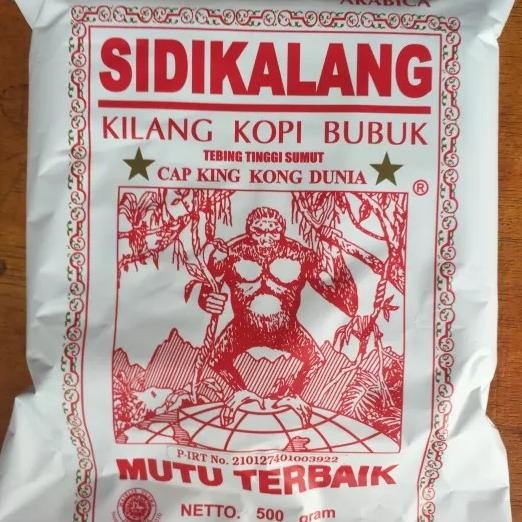 ARABICA
SIDIKALANG
KILANG KOPI BUBUK
TEBING TINGGI SUMUT
CAP KING KONG DUNIA
®
P-IRT No. 210127401003922
MUTU TERBAIK
NETTO. 500 gram